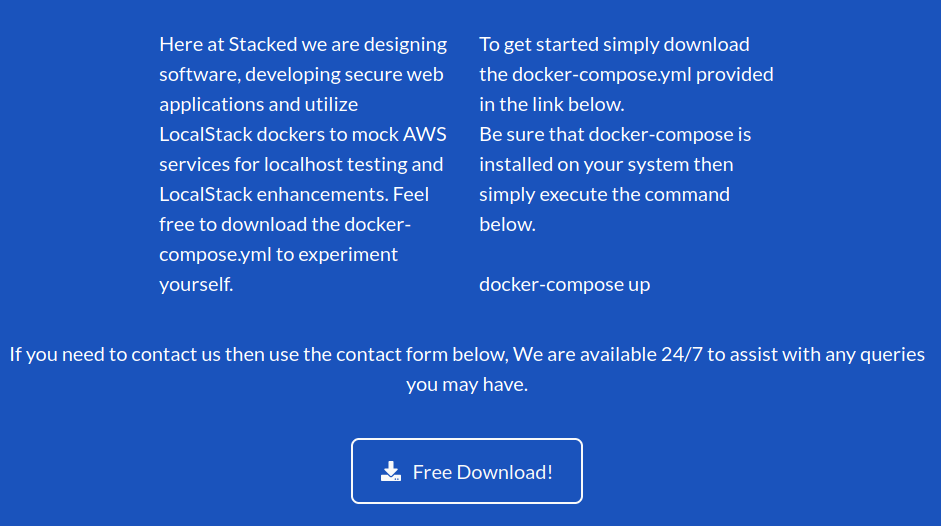 Here at Stacked we are designing
software, developing secure web
applications and utilize
LocalStack dockers to mock AWS
services for localhost testing and
LocalStack enhancements. Feel
free to download the docker-
compose.yml to experiment
yourself.
To get started simply download
the docker-compose.yml provided
in the link below.
Be sure that docker-compose is
installed on your system then
simply execute the command
below.
docker-compose up
If you need to contact us then use the contact form below, We are available 24/7 to assist with any queries
you may have.
Free Download!